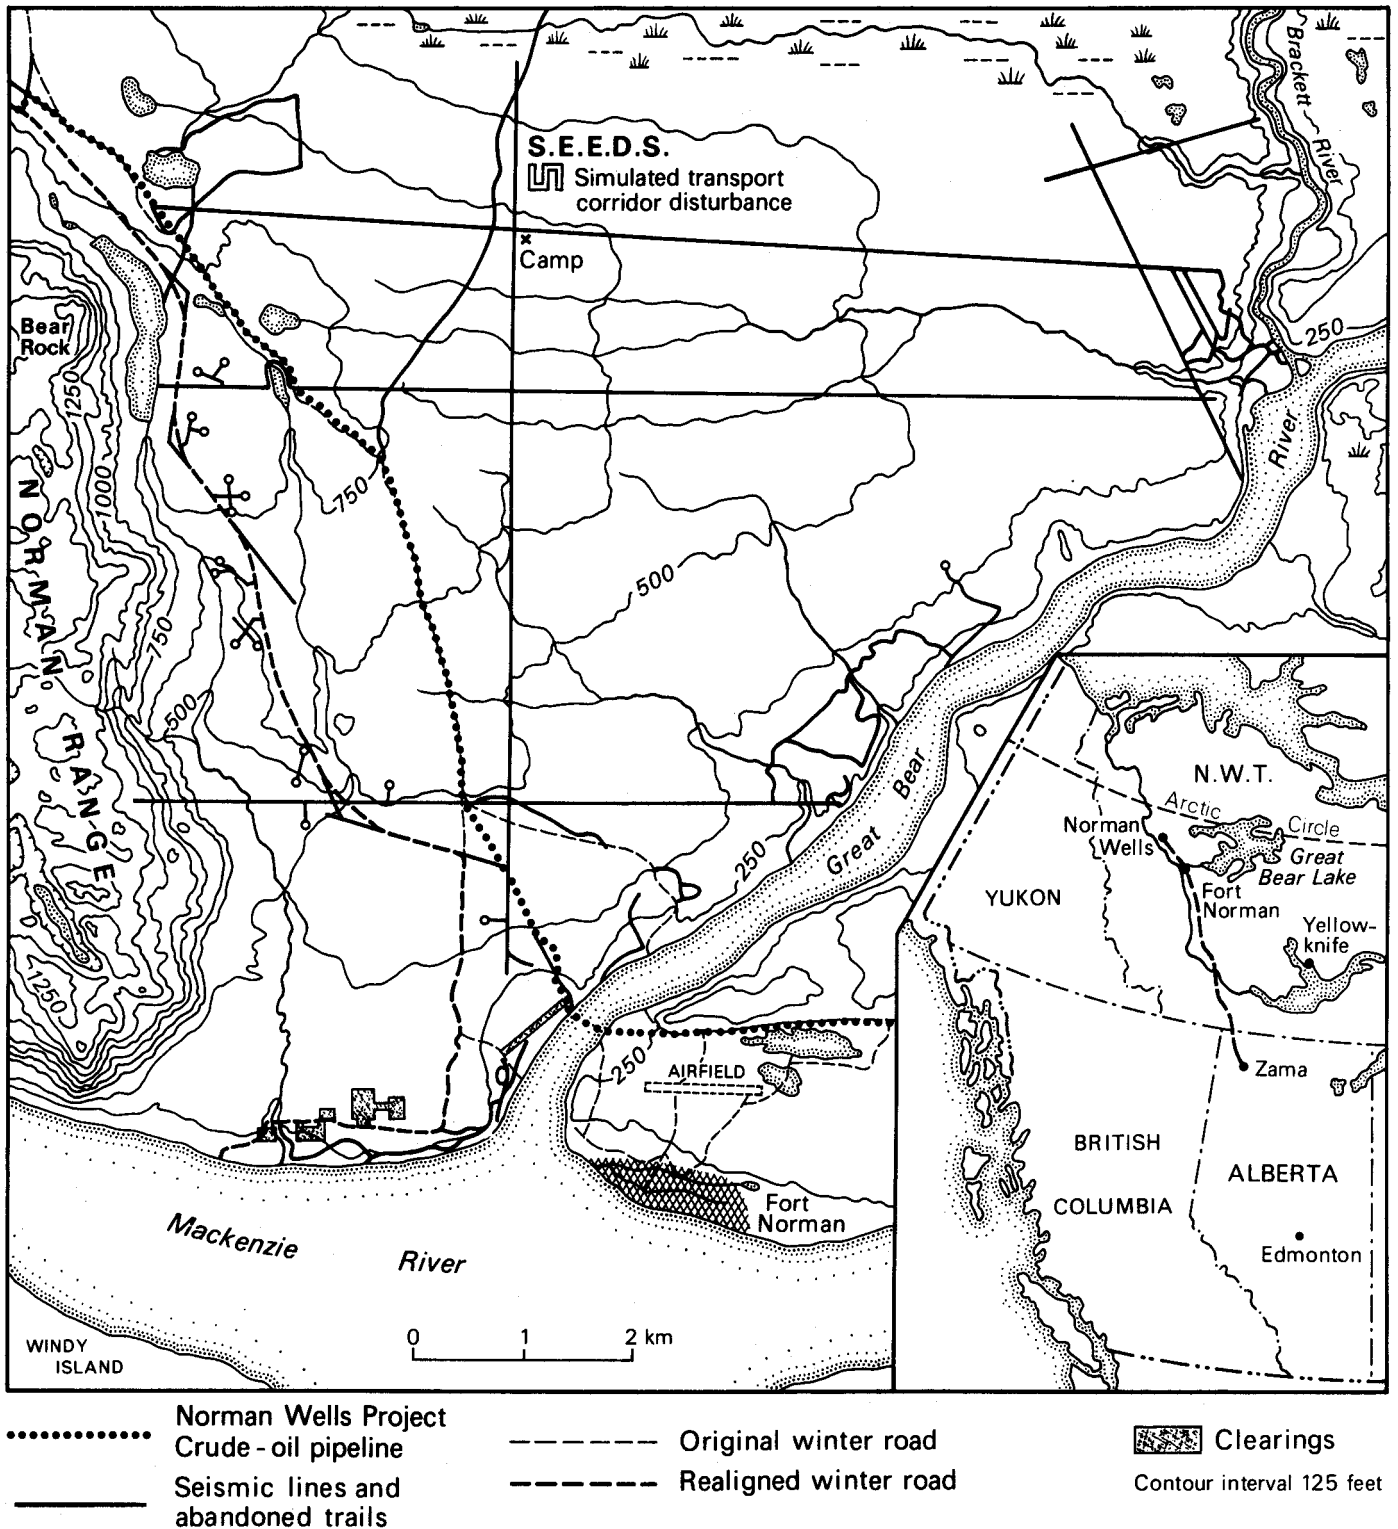 Brackett
River
S.E.E.D.S.
Simulated transport
corridor disturbance
Camp
Bear
Rock
250
1250
River
1000
750
NORMAN RANGE
500
750
500
Bear
Great
250
1250
250
AIRFIELD
Fort
Norman
Mackenzie River
WINDY
ISLAND
0 1 2 km
N.W.T.
Arctic Circle
Norman
Wells
Great
Bear Lake
YUKON
Fort
Norman
Yellow-
knife
Zama
BRITISH
COLUMBIA
ALBERTA
Edmonton
Norman Wells Project
Crude-oil pipeline
Seismic lines and
abandoned trails
Original winter road
Realigned winter road
Clearings
Contour interval 125 feet